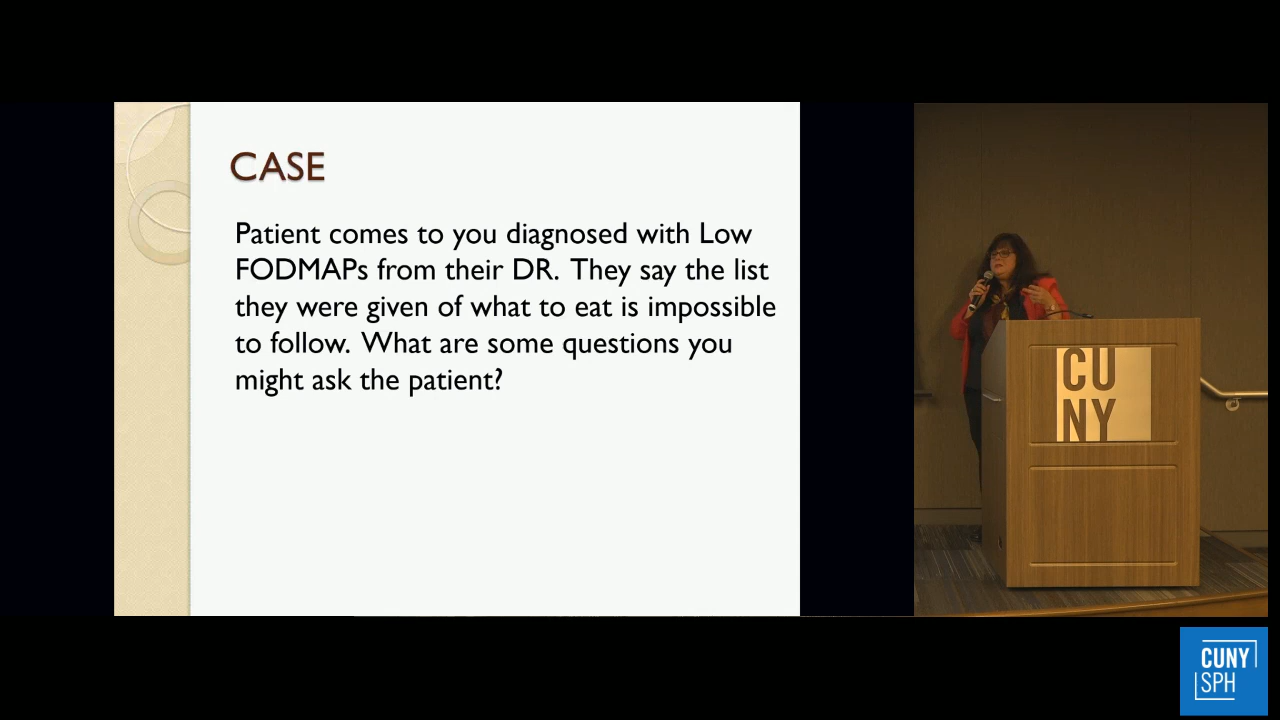 CASE
Patient comes to you diagnosed with Low
FODMAPs from their DR.  They say the list
they were given of what to eat is impossible
to follow.  What are some questions you
might ask the patient?
CU
NY
CUNY
SPH